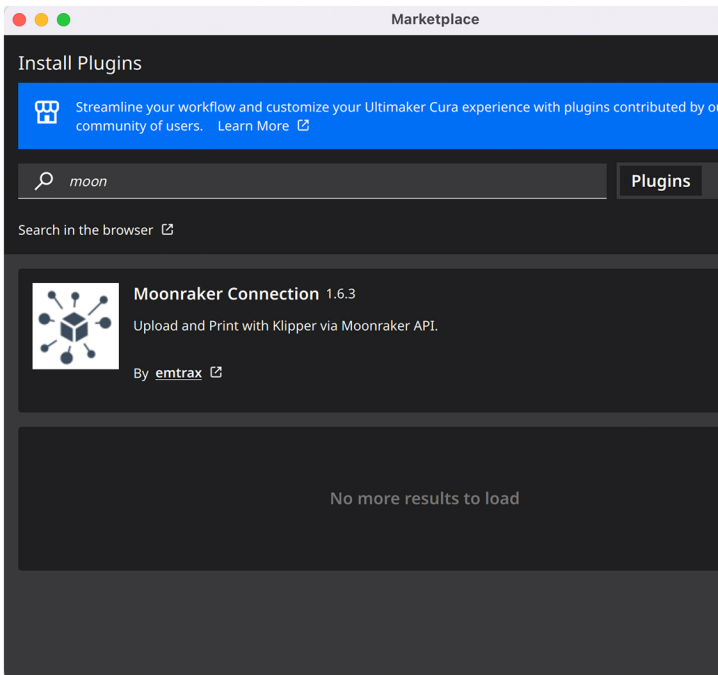 Marketplace
Install Plugins
Streamline your workflow and customize your Ultimaker Cura experience with plugins contributed by
community of users. Learn More
moon
Plugins
Search in the browser
Moonraker Connection 1.6.3
Upload and Print with Klipper via Moonraker API.
By emtrax
No more results to load